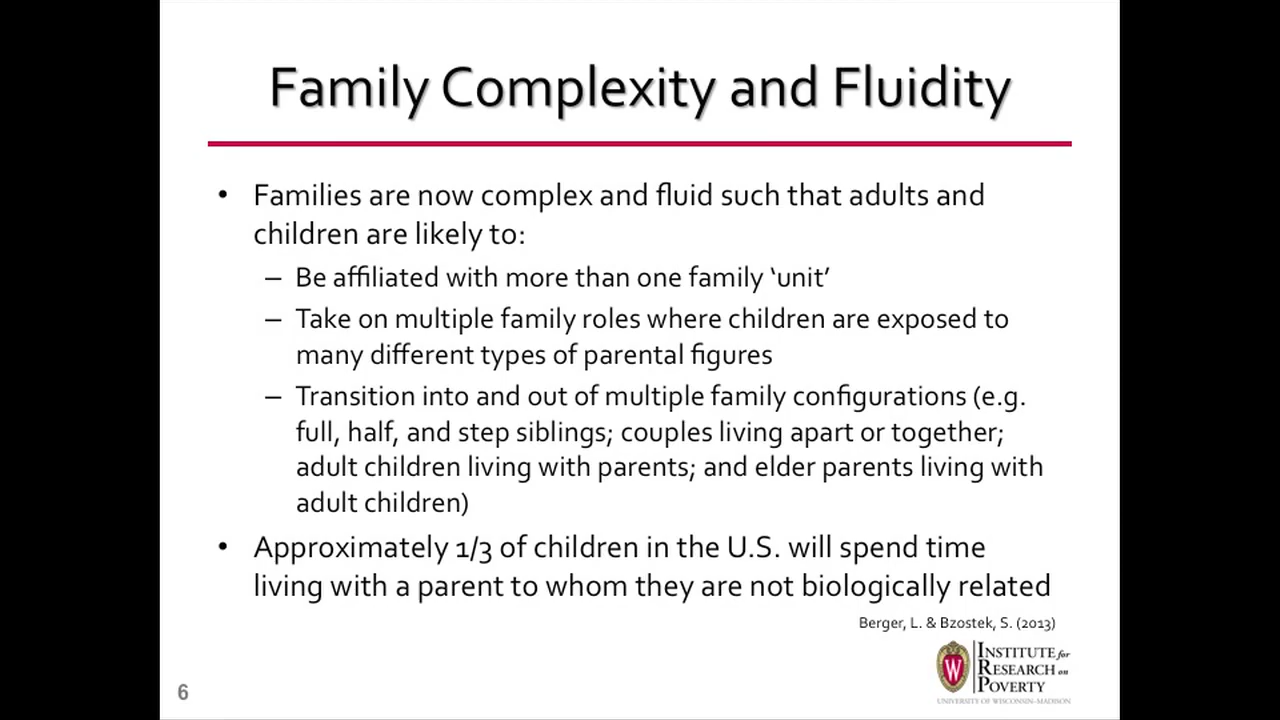 Family Complexity and Fluidity
• Families are now complex and fluid such that adults and
children are likely to:
– Be affiliated with more than one family ‘unit’
– Take on multiple family roles where children are exposed to
many different types of parental figures
– Transition into and out of multiple family configurations (e.g.
full, half, and step siblings; couples living apart or together;
adult children living with parents; and elder parents living with
adult children)
• Approximately 1/3 of children in the U.S. will spend time
living with a parent to whom they are not biologically related
Berger, L. & Bzostek, S. (2013)
W
INSTITUTE for
RESEARCH on
POVERTY
UNIVERSITY OF WISCONSIN–MADISON
6